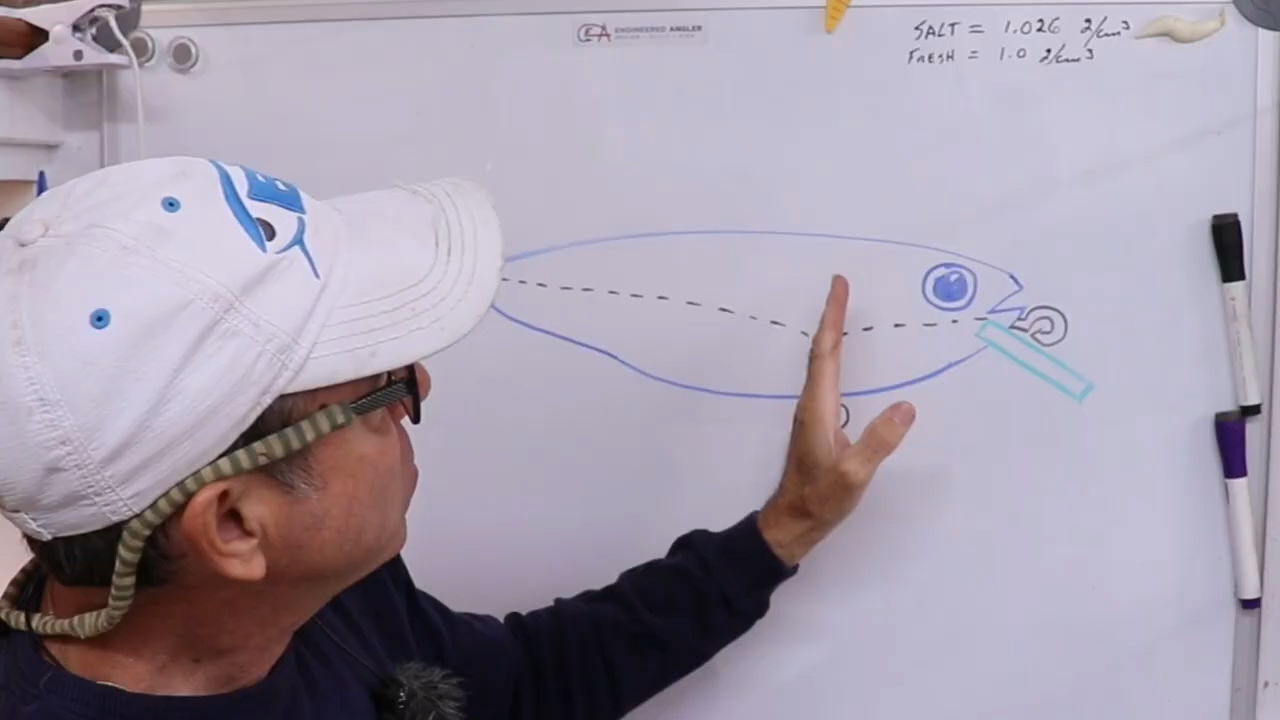 ENGINEERED ANGLER
SALT = 1.026 g/cm³
FRESH = 1.0 g/cm³